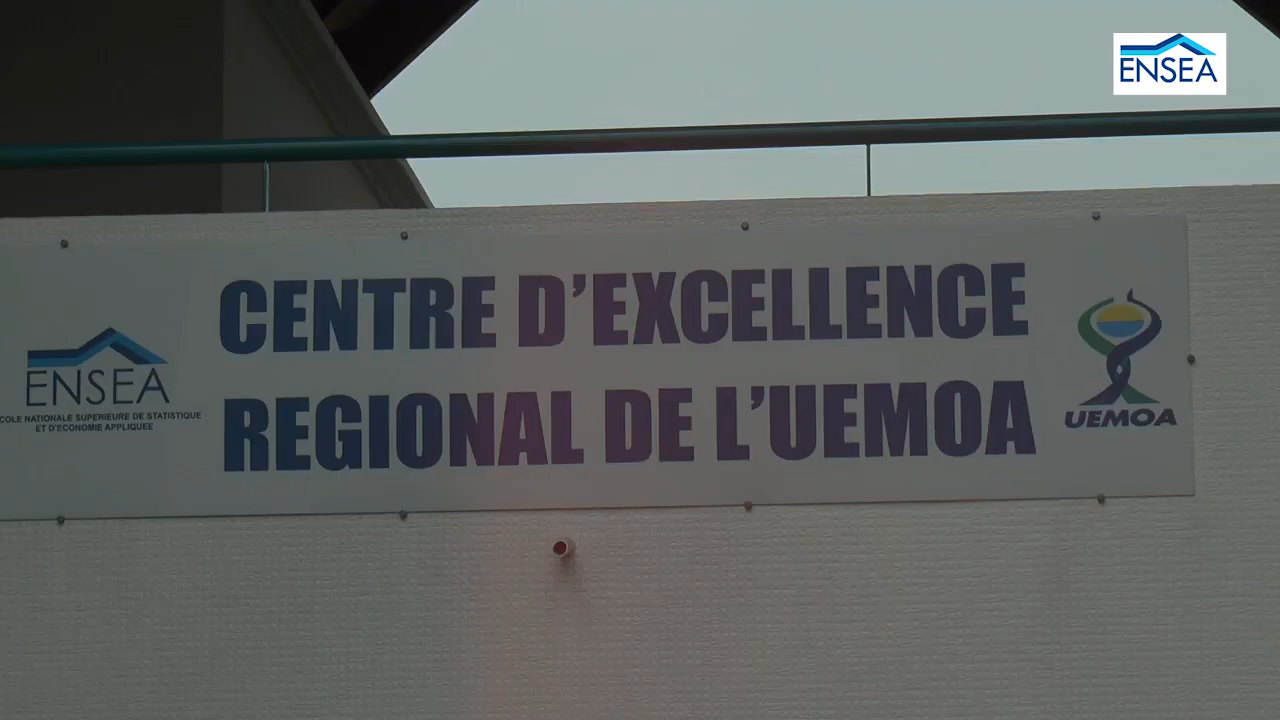 ENSEA
CENTRE D'EXCELLENCE
REGIONAL DE L'UEMOA
ENSEA
COLE NATIONALE SUPERIEURE DE STATISTIQUE
ET D'ECONOMIE APPLIQUEE
UEMOA